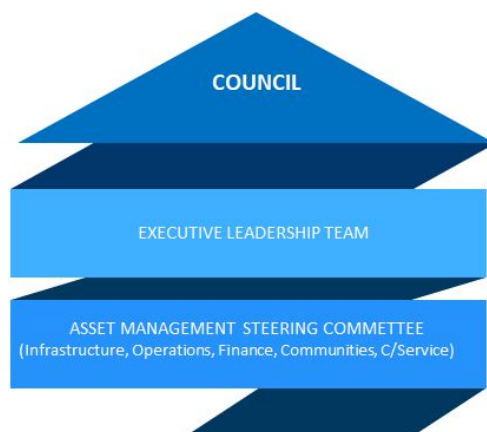 COUNCIL
EXECUTIVE LEADERSHIP TEAM
ASSET MANAGEMENT STEERING COMMETTEE
(Infrastructure, Operations, Finance, Communities, C/Service)